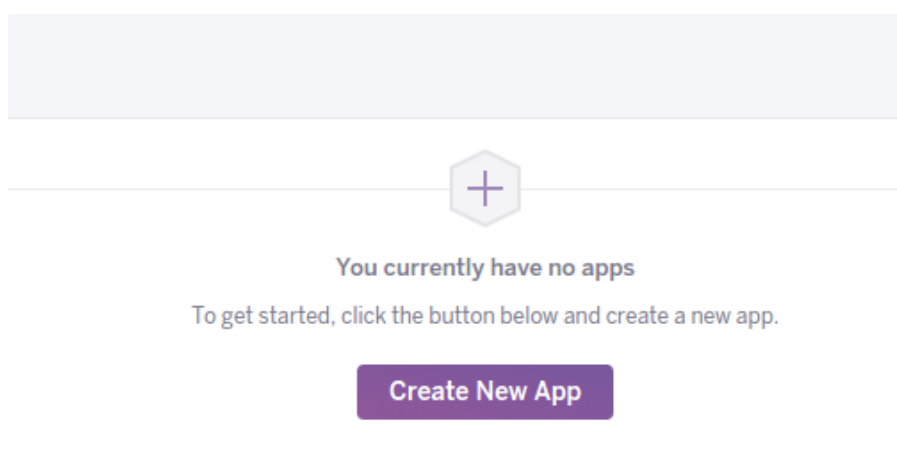 You currently have no apps
To get started, click the button below and create a new app.
Create New App